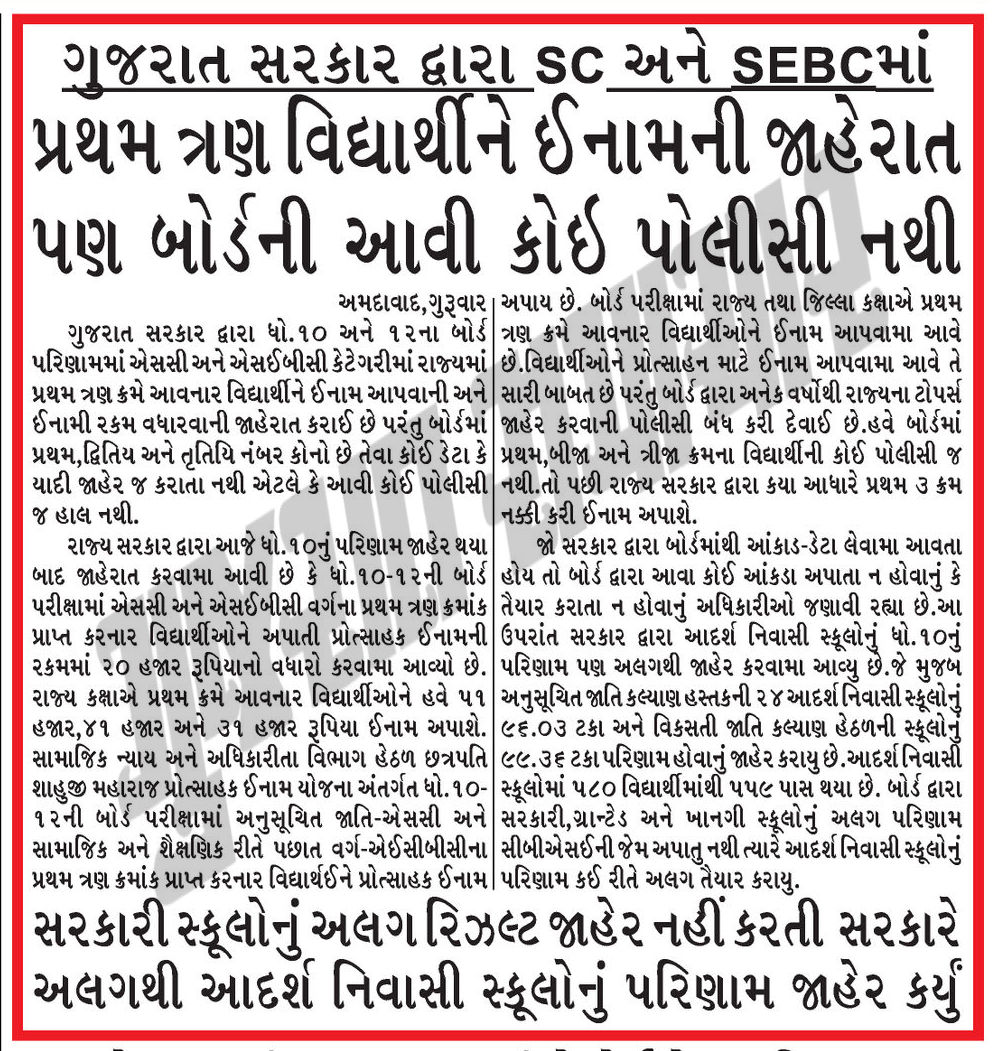 ગુજરાત સરકાર દ્વારા SC અને SEBCમાં
પ્રથમ ત્રણ વિદ્યાર્થીને ઈનામની જાહેરાત
પણ બોર્ડની આવી કોઇ પોલીસી નથી
અમદાવાદ,ગુરૂવાર
ગુજરાત સરકાર દ્વારા ધો.૧૦ અને ૧૨ના બોર્ડ
પરિણામમાં એસસી અને એસઈબીસી કેટેગરીમાં રાજ્યમાં
પ્રથમ ત્રણ ક્રમે આવનાર વિદ્યાર્થીને ઈનામ આપવાની અને
ઈનામી રકમ વધારવાની જાહેરાત કરાઈ છે પરંતુ બોર્ડમાં
પ્રથમ,દ્વિતિય અને તૃતિયિ નંબર કોનો છે તેવા કોઈ ડેટા કે
યાદી જાહેર જ કરાતા નથી એટલે કે આવી કોઈ પોલીસી
જ હાલ નથી.
રાજ્ય સરકાર દ્વારા આજે ધો.૧૦નું પરિણામ જાહેર થયા
બાદ જાહેરાત કરવામા આવી છે કે ધો.૧૦-૧૨ની બોર્ડ
પરીક્ષામાં એસસી અને એસઈબીસી વર્ગના પ્રથમ ત્રણ ક્રમાંક
પ્રાપ્ત કરનાર વિદ્યાર્થીઓને અપાતી પ્રોત્સાહક ઈનામની
રકમમાં ૨૦ હજાર રૂપિયાનો વધારો કરવામા આવ્યો છે.
રાજ્ય કક્ષાએ પ્રથમ ક્રમે આવનાર વિદ્યાર્થીઓને હવે ૫૧
હજાર,૪૧ હજાર અને ૩૧ હજાર રૂપિયા ઈનામ અપાશે.
સામાજિક ન્યાય અને અધિકારીતા વિભાગ હેઠળ છત્રપતિ
શાહુજી મહારાજ પ્રોત્સાહક ઈનામ યોજના અંતર્ગત ધો.૧૦-
૧૨ની બોર્ડ પરીક્ષામાં અનુસૂચિત જાતિ-એસસી અને
સામાજિક અને શૈક્ષણિક રીતે પછાત વર્ગ-એઈસીબીસીના
પ્રથમ ત્રણ ક્રમાંક પ્રાપ્ત કરનાર વિદ્યાર્થઈને પ્રોત્સાહક ઈનામ
અપાય છે. બોર્ડ પરીક્ષામાં રાજ્ય તથા જિલ્લા કક્ષાએ પ્રથમ
ત્રણ ક્રમે આવનાર વિદ્યાર્થીઓને ઈનામ આપવામા આવે
છે.વિદ્યાર્થીઓને પ્રોત્સાહન માટે ઈનામ આપવામા આવે તે
સારી બાબત છે પરંતુ બોર્ડ દ્વારા અનેક વર્ષોથી રાજ્યના ટોપર્સ
જાહેર કરવાની પોલીસી બંધ કરી દેવાઈ છે.હવે બોર્ડમાં
પ્રથમ,બીજા અને ત્રીજા ક્રમના વિદ્યાર્થીની કોઈ પોલીસી જ
નથી.તો પછી રાજ્ય સરકાર દ્વારા કયા આધારે પ્રથમ ૩ ક્રમ
નક્કી કરી ઈનામ અપાશે.
જો સરકાર દ્વારા બોર્ડમાંથી આંકાડ-ડેટા લેવામા આવતા
હોય તો બોર્ડ દ્વારા આવા કોઈ આંકડા અપાતા ન હોવાનું કે
તૈયાર કરાતા ન હોવાનું અધિકારીઓ જણાવી રહ્યા છે.આ
ઉપરાંત સરકાર દ્વારા આદર્શ નિવાસી સ્કૂલોનું ધો.૧૦નું
પરિણામ પણ અલગથી જાહેર કરવામા આવ્યુ છે.જે મુજબ
અનુસૂચિત જાતિ કલ્યાણ હસ્તકની ૨૪ આદર્શ નિવાસી સ્કૂલોનું
૯૬.૦૩ ટકા અને વિકસતી જાતિ કલ્યાણ હેઠળની સ્કૂલોનું
૯૯.૩૬ ટકા પરિણામ હોવાનું જાહેર કરાયુ છે.આદર્શ નિવાસી
સ્કૂલોમાં ૫૮૦ વિદ્યાર્થીમાંથી ૫૫૯ પાસ થયા છે. બોર્ડ દ્વારા
સરકારી,ગ્રાન્ટેડ અને ખાનગી સ્કૂલોનું અલગ પરિણામ
સીબીએસઈની જેમ અપાતુ નથી ત્યારે આદર્શ નિવાસી સ્કૂલોનું
પરિણામ કઈ રીતે અલગ તૈયાર કરાયુ.
સરકારી સ્કૂલોનું અલગ રિઝલ્ટ જાહેર નહીં કરતી સરકારે
અલગથી આદર્શ નિવાસી સ્કૂલોનું પરિણામ જાહેર કર્યું